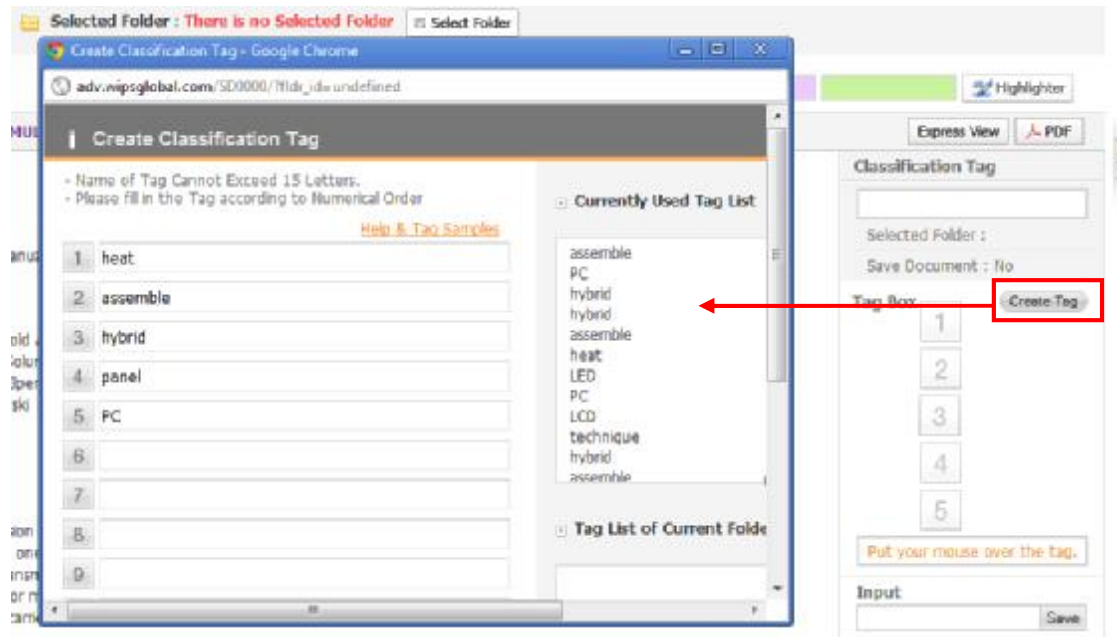 Selected Folder : There is no Selected Folder
Select Folder
Create Classification Tag - Google Chrome
adv.wipsglobal.com/SD0000/?fldr_id=undefined
Highlighter
Express View
PDF
Create Classification Tag
- Name of Tag Cannot Exceed 15 Letters.
- Please fill in the Tag according to Numerical Order
Help & Tag Samples
1 heat
2 assemble
3 hybrid
4 panel
5 PC
6
7
8
9
Currently Used Tag List
assemble
PC
hybrid
hybrid
assemble
heat
LED
PC
LCD
technique
hybrid
assemble
Tag List of Current Folde
Classification Tag
Selected Folder :
Save Document : No
Tag Box
Create Tag
1
2
3
4
5
Put your mouse over the tag.
Input
Save